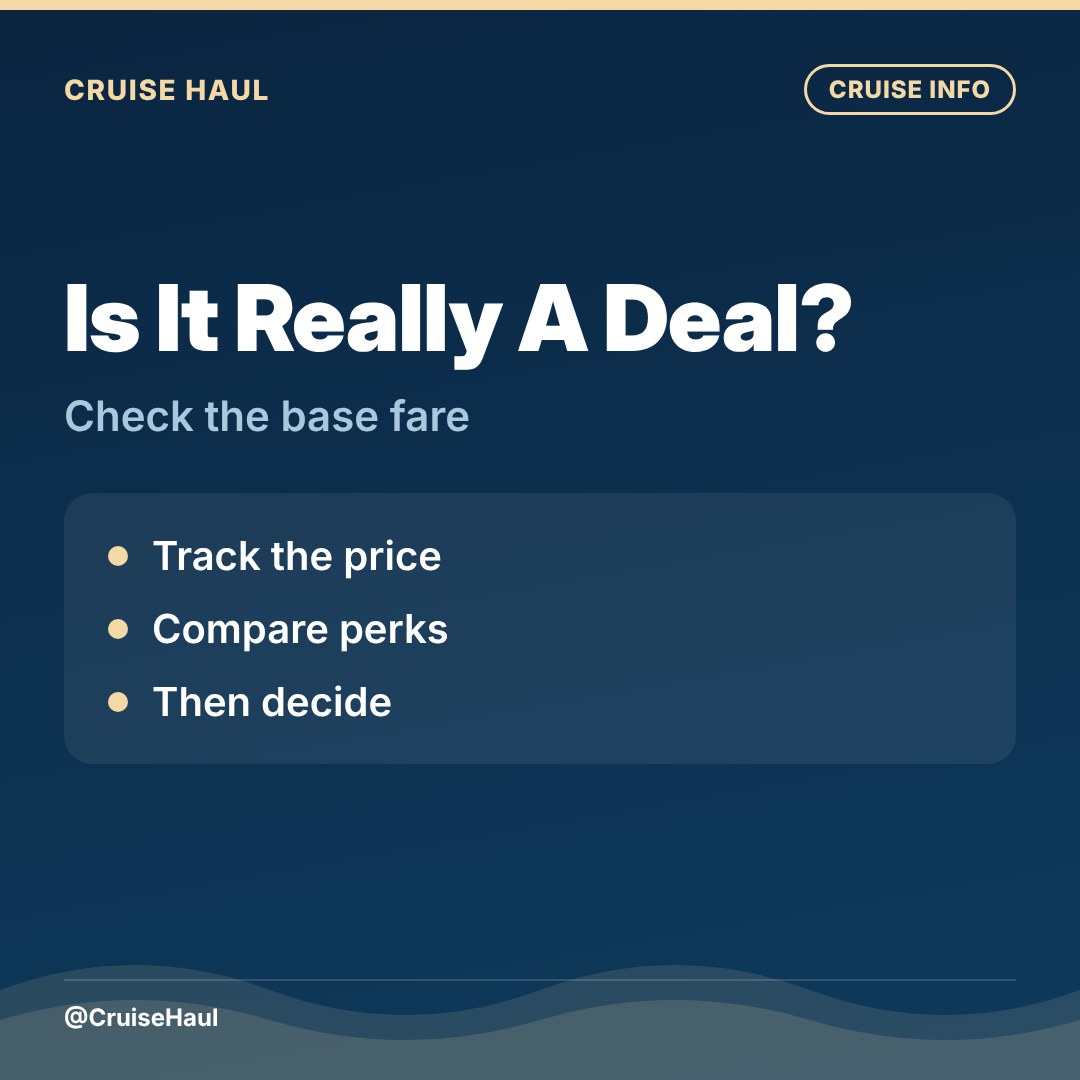 CRUISE HAUL
CRUISE INFO
Is It Really A Deal?
Check the base fare
Track the price
Compare perks
Then decide
@CruiseHaul